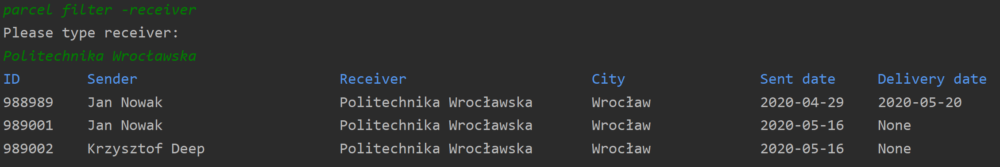 parcel filter -receiver
Please type receiver:
Politechnika Wrocławska
ID Sender Receiver City Sent date Delivery date
988989 Jan Nowak Politechnika Wrocławska Wrocław 2020-04-29 2020-05-20
989001 Jan Nowak Politechnika Wrocławska Wrocław 2020-05-16 None
989002 Krzysztof Deep Politechnika Wrocławska Wrocław 2020-05-16 None